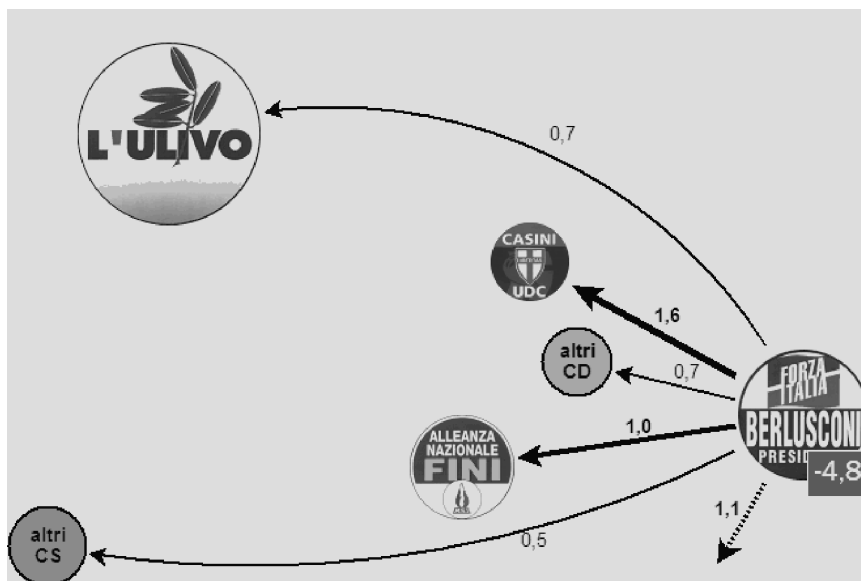 L'ULIVO
0,7
CASINI
UDC
1,6
altri
CD
0,7
FORZA
ITALIA
BERLUSCONI
PRESID
-4,8
ALLEANZA
NAZIONALE
FINI
1,0
altri
CS
0,5
1,1